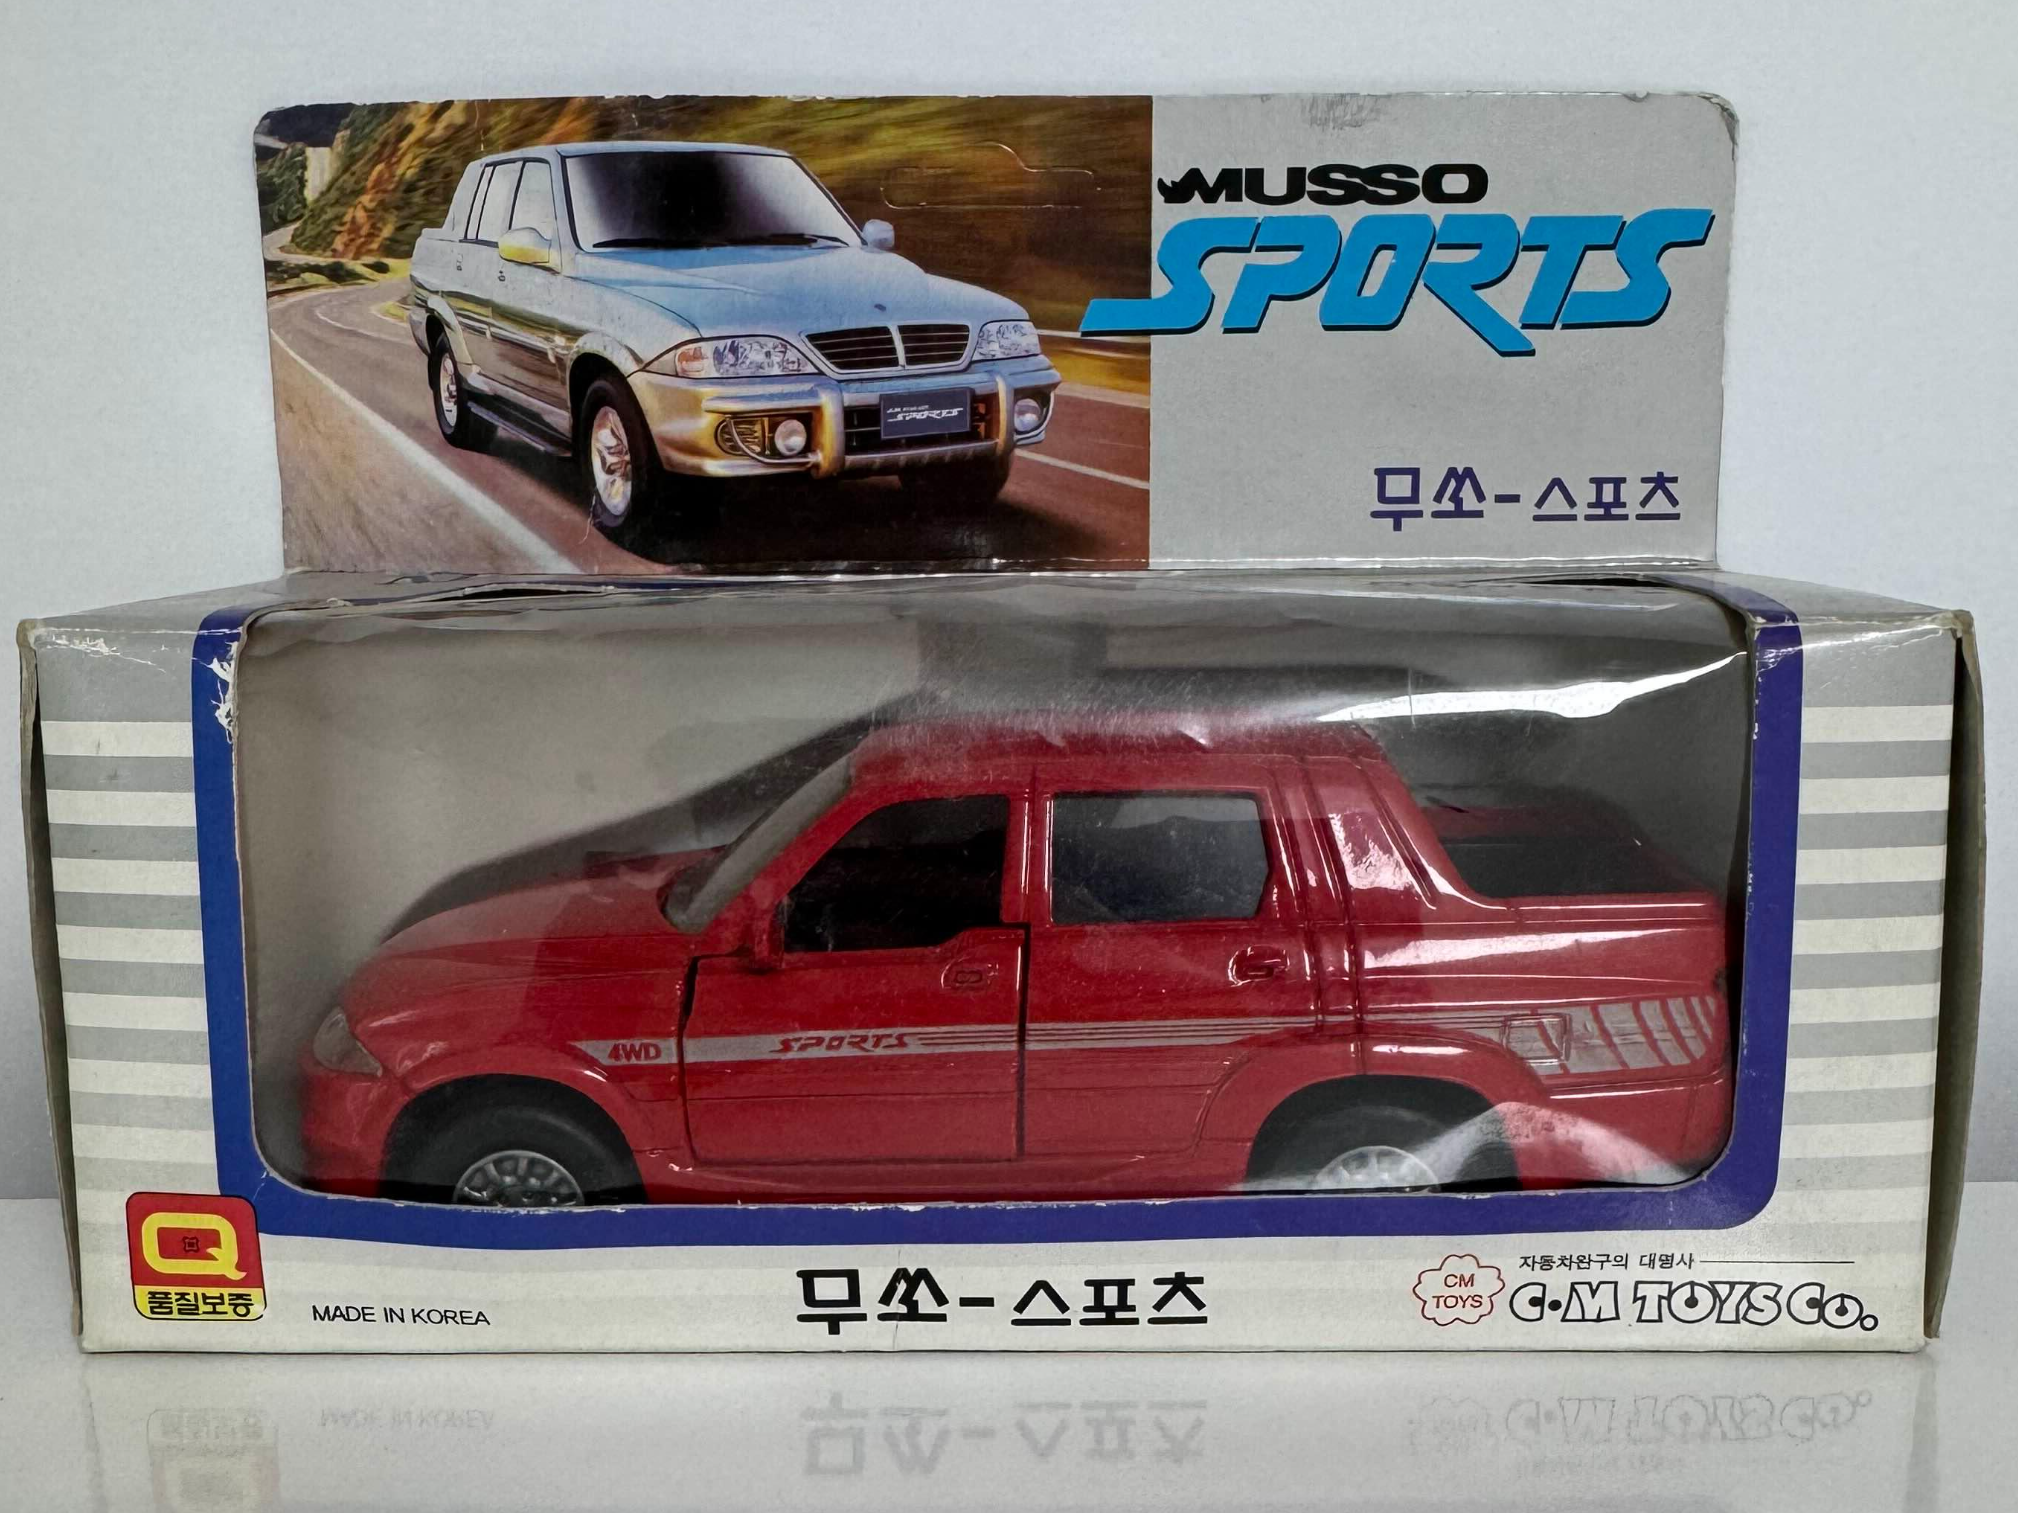 MUSSO
SPORTS
SPORTS
무쏘-스포츠
4WD SPORTS
Q
품질보증
MADE IN KOREA
무쏘-스포츠
CM
TOYS
자동차완구의 대명사
C·M TOYS CO.